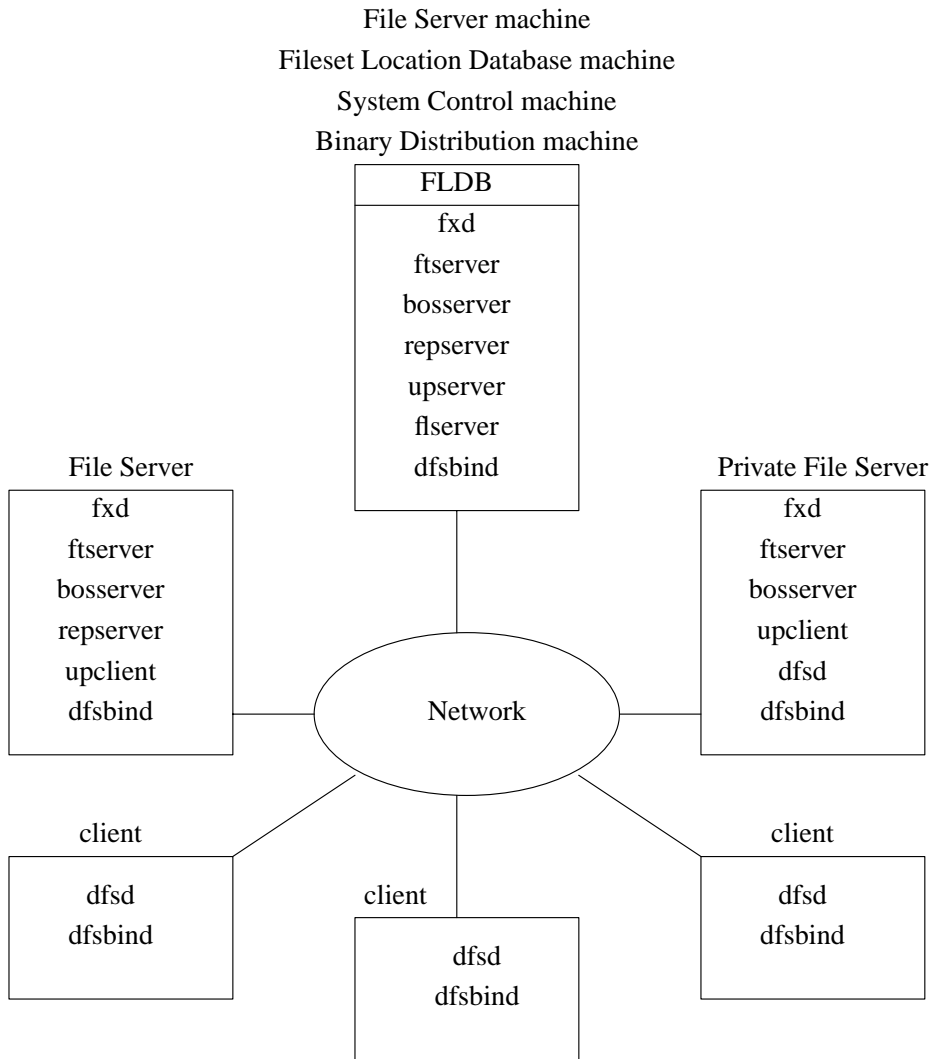 File Server machine
Fileset Location Database machine
System Control machine
Binary Distribution machine
FLDB
fxd
ftserver
bosserver
repserver
upserver
flserver
dfsbind
File Server
fxd
ftserver
bosserver
repserver
upclient
dfsbind
Private File Server
fxd
ftserver
bosserver
upclient
dfsd
dfsbind
Network
client
dfsd
dfsbind
client
dfsd
dfsbind
client
dfsd
dfsbind